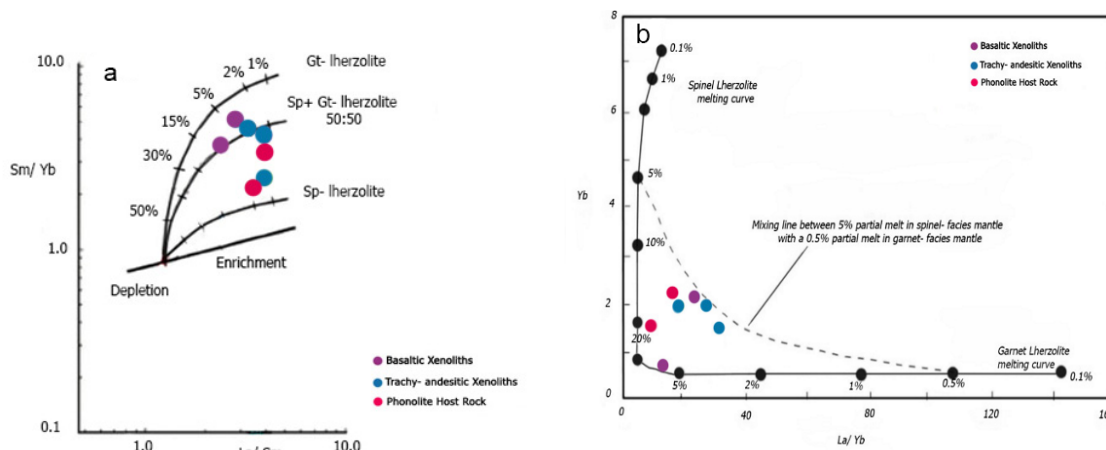 a
10.0
1.0
0.1
Sm/ Yb
1%
2%
5%
15%
30%
50%
Gt- lherzolite
Sp+ Gt- lherzolite
50:50
Sp- lherzolite
Enrichment
Depletion
Basaltic Xenoliths
Trachy- andesitic Xenoliths
Phonolite Host Rock
1.0
10.0
b
8
6
4
2
0
Yb
0.1%
1%
5%
10%
20%
Spinel Lherzolite
melting curve
Basaltic Xenoliths
Trachy- andesitic Xenoliths
Phonolite Host Rock
Mixing line between 5% partial melt in spinel- facies mantle
with a 0.5% partial melt in garnet- facies mantle
Garnet Lherzolite
melting curve
5%
2%
1%
0.5%
0.1%
0
40
80
120
La/ Yb